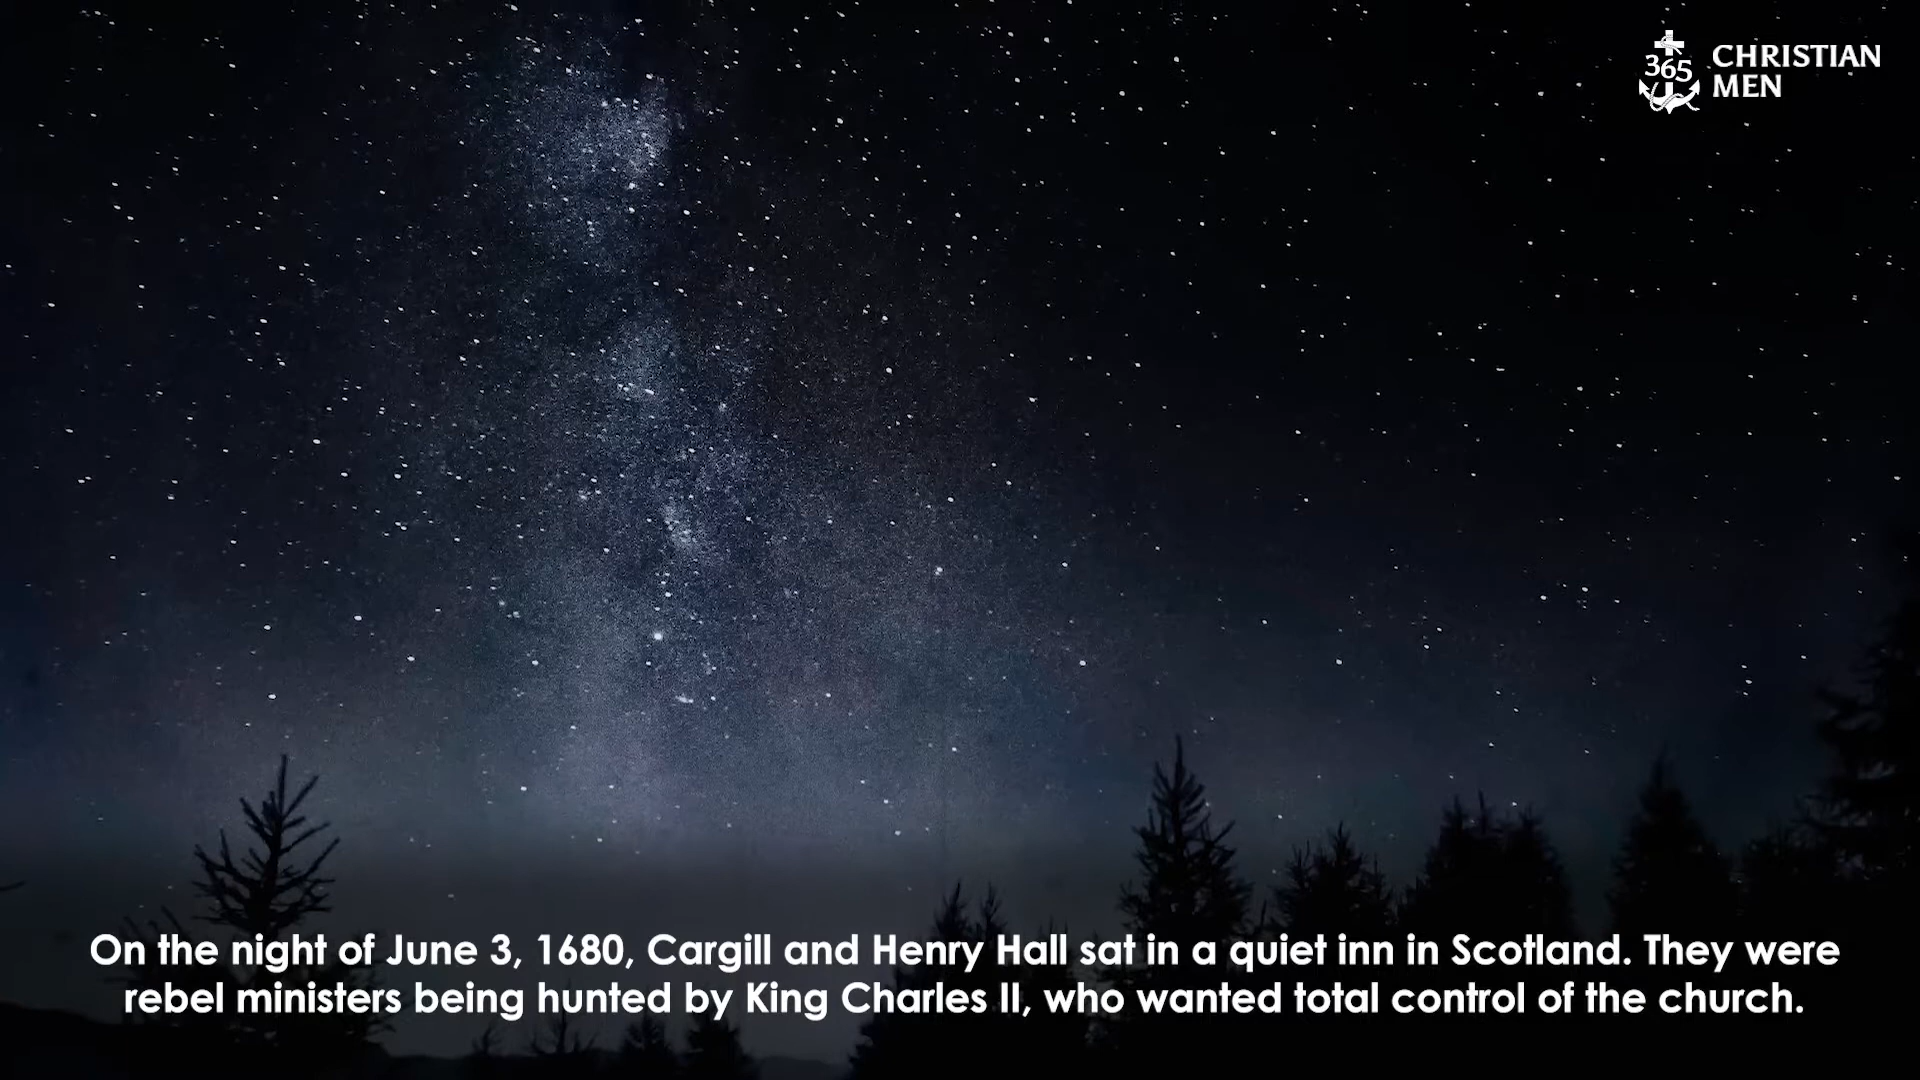 365
CHRISTIAN
MEN
On the night of June 3, 1680, Cargill and Henry Hall sat in a quiet inn in Scotland. They were
rebel ministers being hunted by King Charles II, who wanted total control of the church.